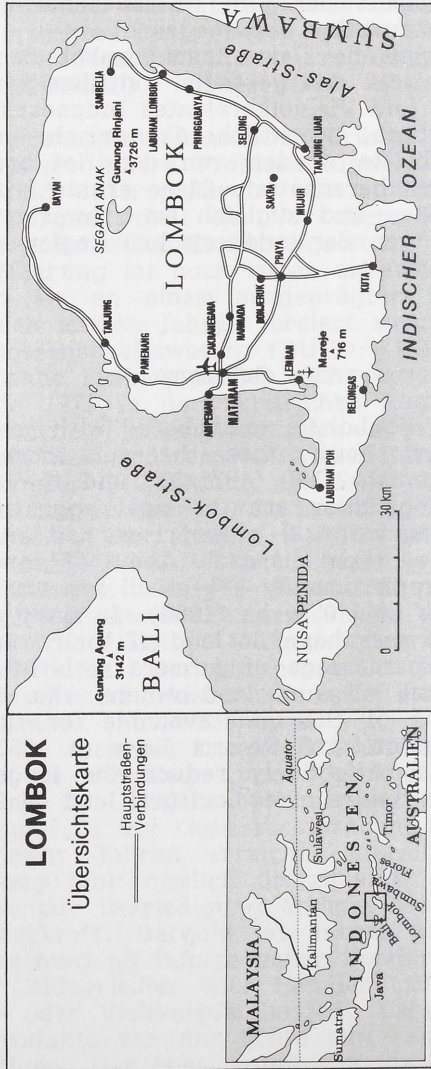 LOMBOK
Übersichtskarte
Hauptstraßen-
Verbindungen
MALAYSIA
Äquator
Kalimantan
Sulawesi
Sumatra
INDONESIEN
Java
Bali
Lombok
Sumbawa
Flores
Timor
AUSTRALIEN
Gunung Agung
3142 m
BALI
NUSA PENIDA
30 km
Lombok-Straße
BAYAN
TANJUNG
PAMENANG
SEGARA ANAK
Gunung Rinjani
3726 m
SAMBELIA
LABUHAN LOMBOK
PRINGGABAYA
Alas-Straße
SUMBAWA
LOMBOK
AMPENAN
MATARAM
CAKRANEGARA
NARMADA
BONJERUK
SELONG
SAKRA
PRAYA
MUJUR
TANJUNG LUAR
LEMBAR
Mareje
716 m
LABUHAN POH
BELONGAS
KUTA
INDISCHER OZEAN